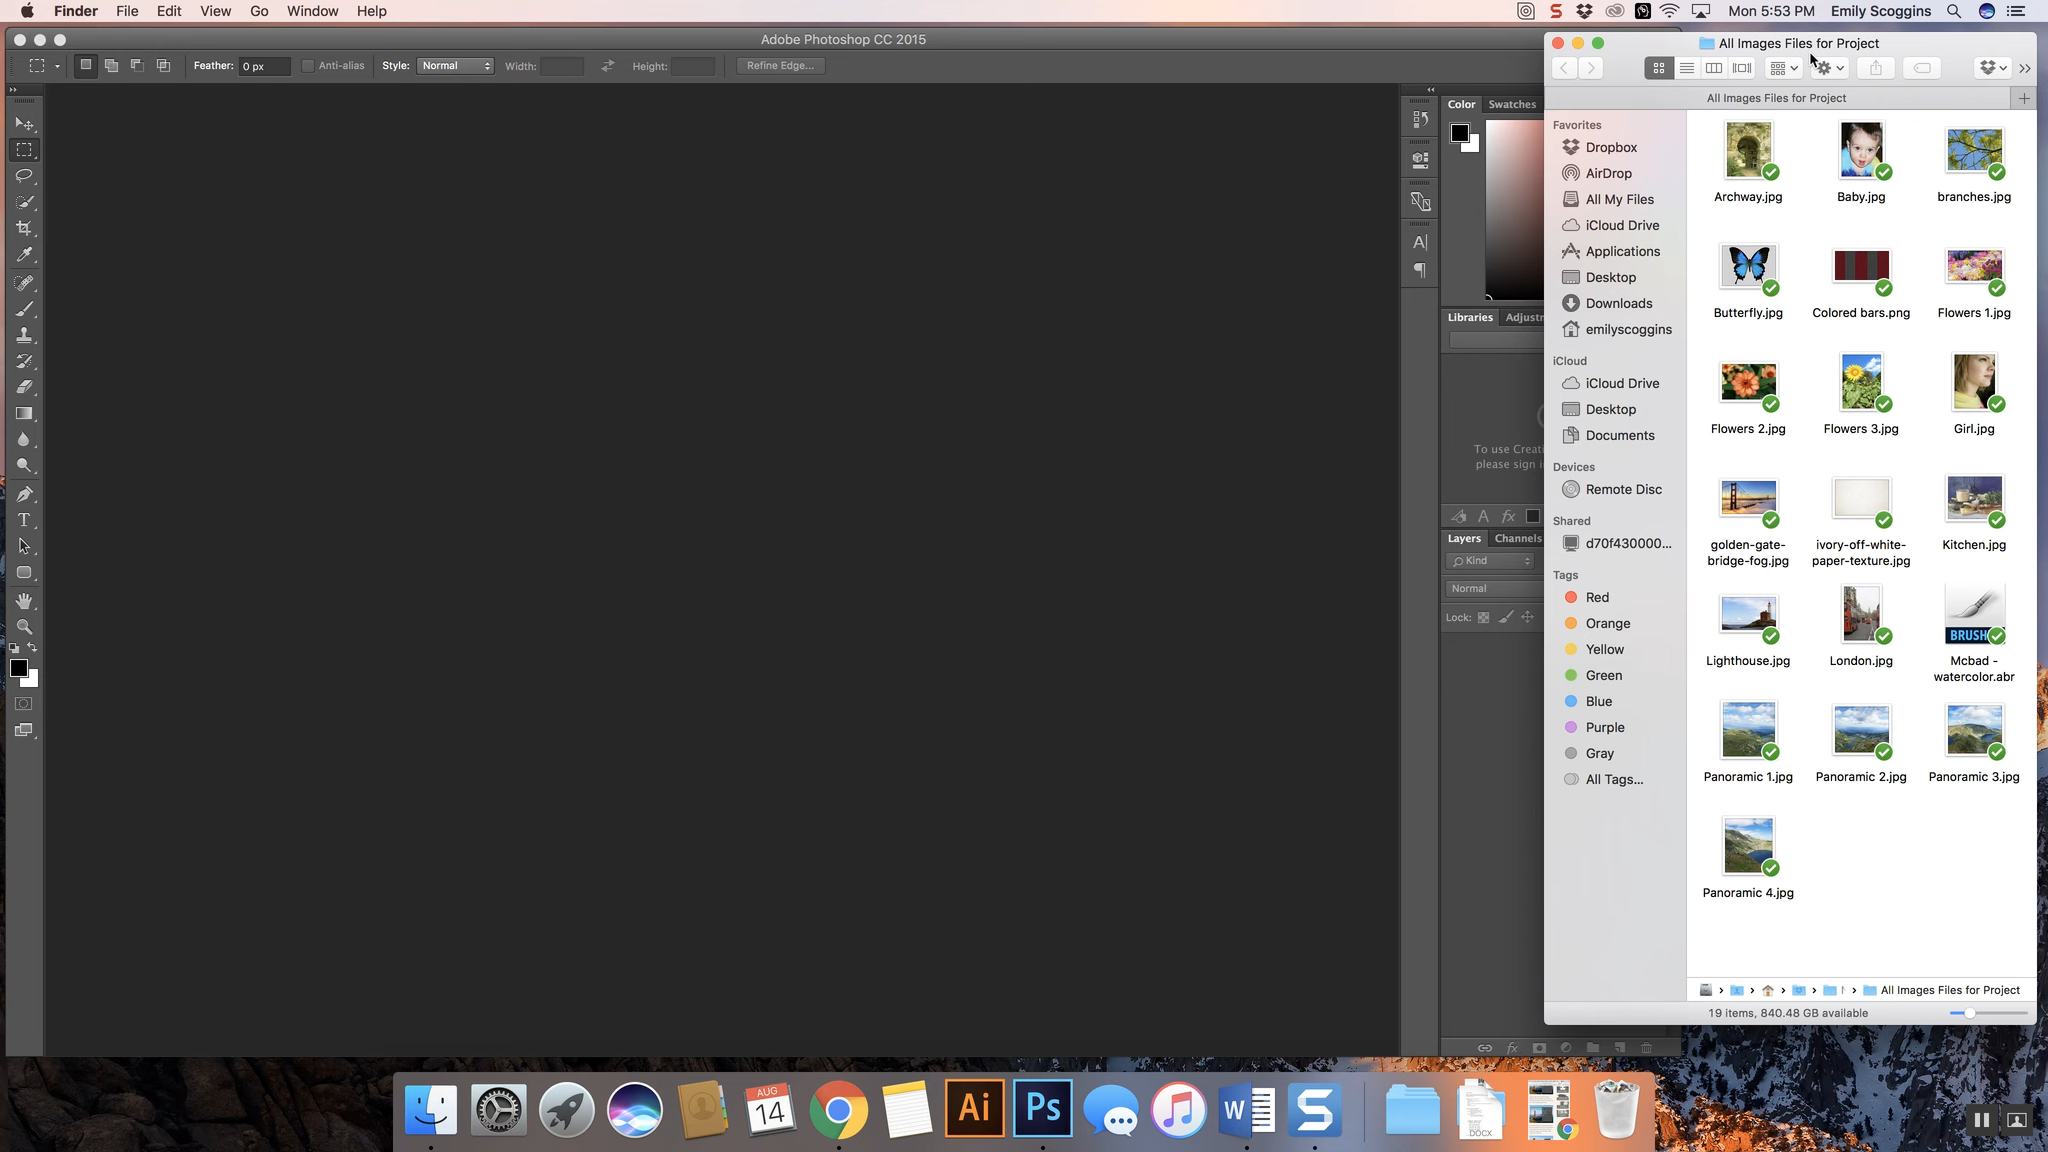 Finder File Edit View Go Window Help
Mon 5:53 PM Emily Scoggins
Adobe Photoshop CC 2015
Feather: 0 px Anti-alias Style: Normal Width: Height: Refine Edge...
Color Swatches
Libraries Adjustm
To use Creati
please sign i
Layers Channels
Kind
Normal
Lock:
All Images Files for Project
All Images Files for Project
Favorites
Dropbox
AirDrop
All My Files
iCloud Drive
Applications
Desktop
Downloads
emilyscoggins
iCloud
iCloud Drive
Desktop
Documents
Devices
Remote Disc
Shared
d70f430000...
Tags
Red
Orange
Yellow
Green
Blue
Purple
Gray
All Tags...
Archway.jpg Baby.jpg branches.jpg
Butterfly.jpg Colored bars.png Flowers 1.jpg
Flowers 2.jpg Flowers 3.jpg Girl.jpg
golden-gate-
bridge-fog.jpg
ivory-off-white-
paper-texture.jpg
Kitchen.jpg
BRUSH
Lighthouse.jpg London.jpg Mcbad -
watercolor.abr
Panoramic 1.jpg Panoramic 2.jpg Panoramic 3.jpg
Panoramic 4.jpg
All Images Files for Project
19 items, 840.48 GB available
AUG
14
Ai
Ps
W
S
DOCX